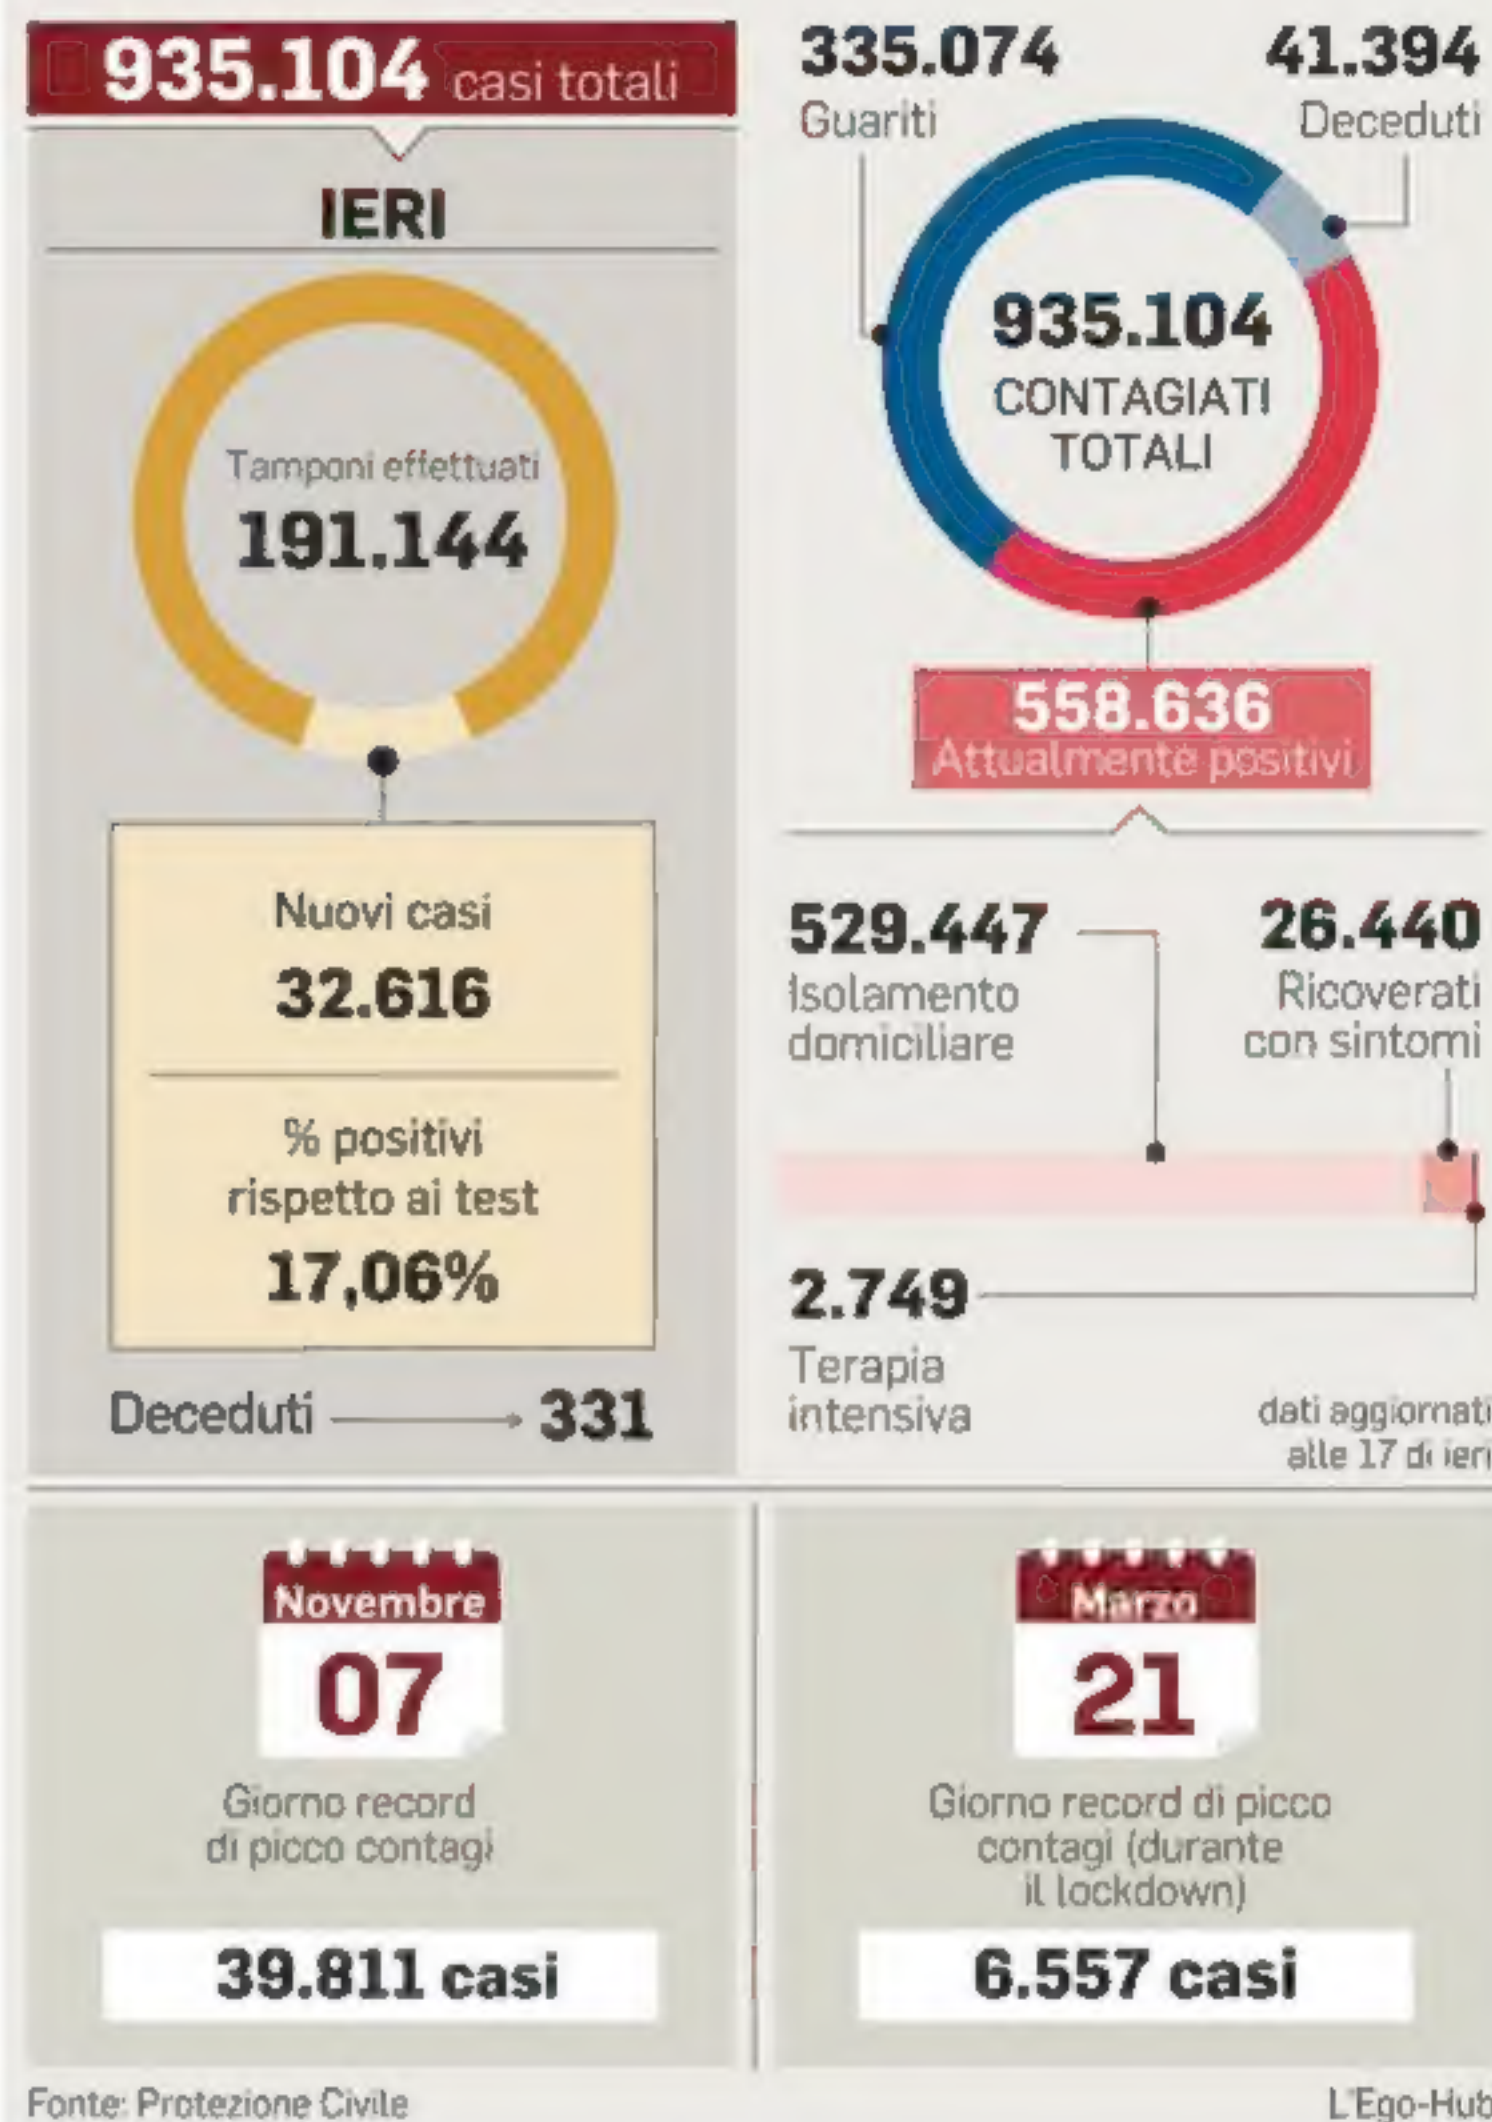 935.104 casi totali
IERI
Tamponi effettuati
191.144
Nuovi casi
32.616
% positivi
rispetto ai test
17,06%
Deceduti 331
335.074
Guariti
41.394
Deceduti
935.104
CONTAGIATI
TOTALI
558.636
Attualmente positivi
529.447
Isolamento
domiciliare
26.440
Ricoverati
con sintomi
2.749
Terapia
intensiva
dati aggiornati
alle 17 di ieri
Novembre
07
Giorno record
di picco contagi
39.811 casi
Marzo
21
Giorno record di picco
contagi (durante
il lockdown)
6.557 casi
Fonte: Protezione Civile
L'Ego-Hub